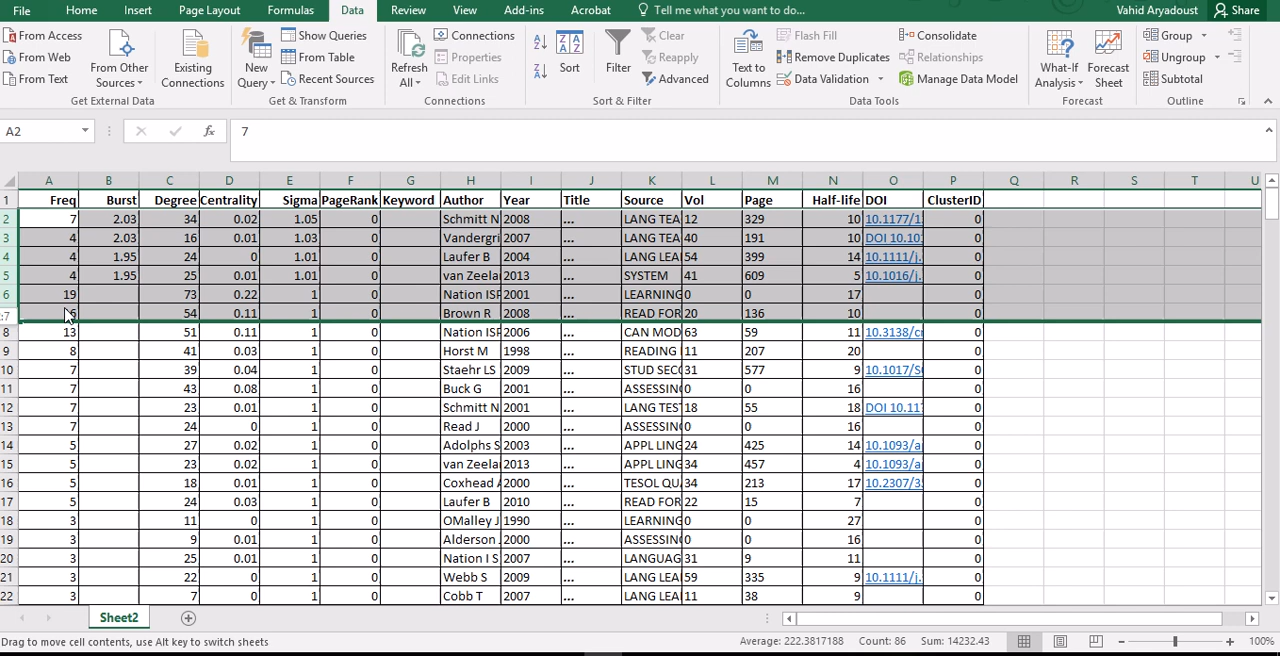 File Home Insert Page Layout Formulas Data Review View Add-ins Acrobat Tell me what you want to do... Vahid Aryadoust Share
From Access
From Web
From Text
From Other Sources
Existing Connections
Get External Data
New Query
Show Queries
From Table
Recent Sources
Get & Transform
Refresh All
Connections
Properties
Edit Links
Connections
Sort
Filter
Clear
Reapply
Advanced
Sort & Filter
Text to Columns
Flash Fill
Remove Duplicates
Data Validation
Consolidate
Relationships
Manage Data Model
Data Tools
What-If Analysis
Forecast Sheet
Forecast
Group
Ungroup
Subtotal
Outline
A2 fx 7
A B C D E F G H I J K L M N O P Q R S T U
1 Freq Burst Degree Centrality Sigma PageRank Keyword Author Year Title Source Vol Page Half-life DOI ClusterID
2 7 2.03 34 0.02 1.05 0 Schmitt N 2008 ... LANG TEA 12 329 10 10.1177/1 0
3 4 2.03 16 0.01 1.03 0 Vandergri 2007 ... LANG TEA 40 191 10 DOI 10.10 0
4 4 1.95 24 0 1.01 0 Laufer B 2004 ... LANG LEA 54 399 10 10.1111/j. 0
5 4 1.95 25 0.01 1.01 0 van Zeela 2013 ... SYSTEM 41 609 5 10.1016/j. 0
6 19 73 0.22 1 0 Nation ISP 2001 ... LEARNING 0 0 17 0
:7 54 0.11 1 0 Brown R 2008 ... READ FOR 20 136 10 0
8 13 51 0.11 1 0 Nation ISP 2006 ... CAN MOD 63 59 11 10.3138/c 0
9 8 41 0.03 1 0 Horst M 1998 ... READING 11 207 20 0
10 7 39 0.04 1 0 Staehr LS 2009 ... STUD SEC 31 577 9 10.1017/S 0
11 7 43 0.08 1 0 Buck G 2001 ... ASSESSIN 0 0 16 0
12 7 23 0.01 1 0 Schmitt N 2001 ... LANG TES 18 55 18 DOI 10.11 0
13 7 24 0 1 0 Read J 2000 ... ASSESSIN 0 0 16 0
14 5 27 0.02 1 0 Adolphs S 2003 ... APPL LING 24 425 14 10.1093/a 0
15 5 23 0.02 1 0 van Zeela 2013 ... APPL LING 34 457 4 10.1093/a 0
16 5 18 0.01 1 0 Coxhead A 2000 ... TESOL QU 34 213 17 10.2307/3 0
17 5 24 0.03 1 0 Laufer B 2010 ... READ FOR 22 15 7 0
18 3 11 0 1 0 OMalley J 1990 ... LEARNING 0 0 27 0
19 3 9 0.01 1 0 Alderson 2000 ... ASSESSIN 0 0 16 0
20 3 25 0.01 1 0 Nation I S 2007 ... LANGUAG 31 9 11 0
21 3 22 0 1 0 Webb S 2009 ... LANG LEA 59 335 9 10.1111/j. 0
22 3 7 0 1 0 Cobb T 2007 ... LANG LEA 11 38 9 0
Sheet2
Drag to move cell contents, use Alt key to switch sheets Average: 222.3817188 Count: 86 Sum: 14232.43 100%